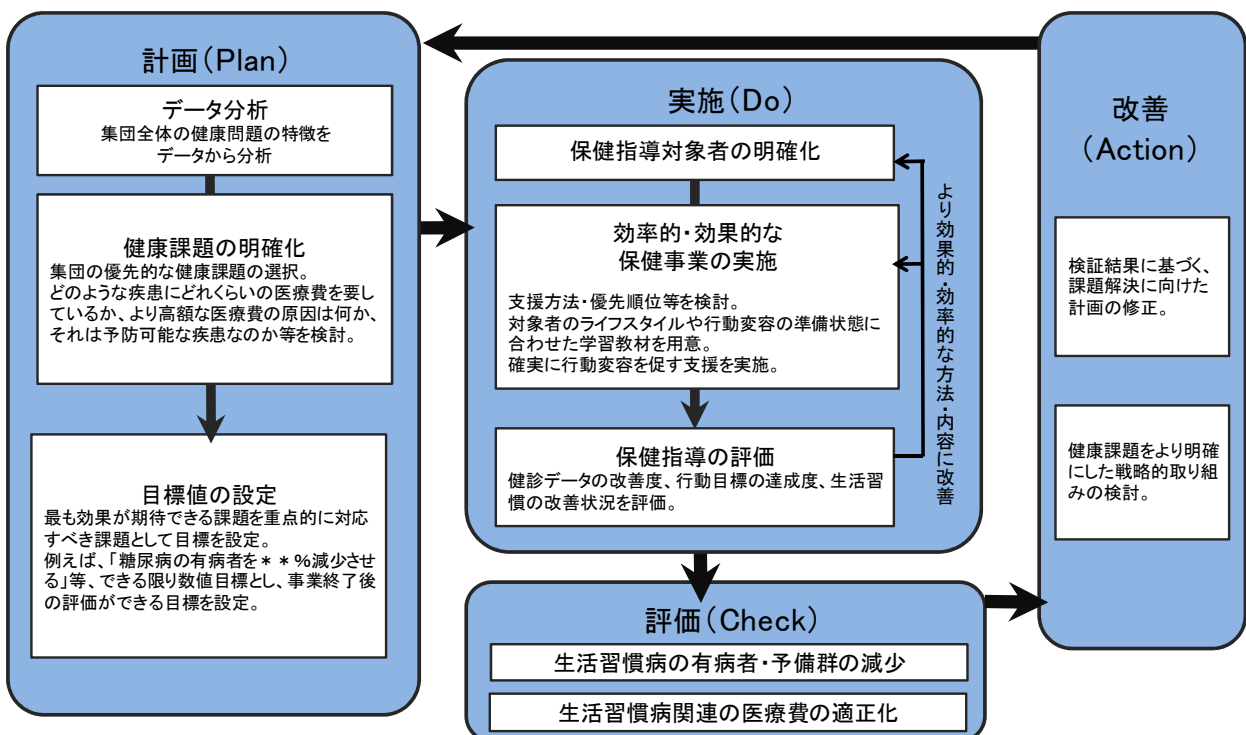 計画(Plan)
データ分析
集団全体の健康問題の特徴を
データから分析
健康課題の明確化
集団の優先的な健康課題の選択。
どのような疾患にどれくらいの医療費を要し
ているか、より高額な医療費の原因は何か、
それは予防可能な疾患なのか等を検討。
目標値の設定
最も効果が期待できる課題を重点的に対応
すべき課題として目標を設定。
例えば、「糖尿病の有病者を**%減少させ
る」等、できる限り数値目標とし、事業終了後
の評価ができる目標を設定。
実施(Do)
保健指導対象者の明確化
効率的・効果的な
保健事業の実施
支援方法・優先順位等を検討。
対象者のライフスタイルや行動変容の準備状態に
合わせた学習教材を用意。
確実に行動変容を促す支援を実施。
保健指導の評価
健診データの改善度、行動目標の達成度、生活習
慣の改善状況を評価。
より効果的・効率的な方法・内容に改善
評価(Check)
生活習慣病の有病者・予備群の減少
生活習慣病関連の医療費の適正化
改善
(Action)
検証結果に基づく、
課題解決に向けた
計画の修正。
健康課題をより明確
にした戦略的取り組
みの検討。